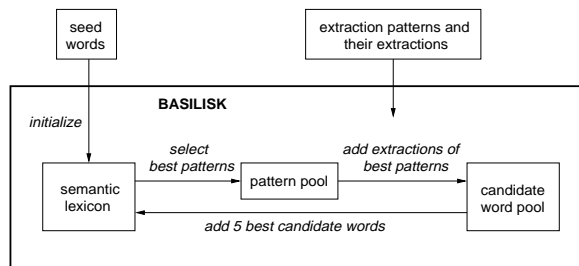 seed
words
extraction patterns and
their extractions
BASILISK
initialize
select
best patterns
add extractions of
best patterns
semantic
lexicon
pattern pool
candidate
word pool
add 5 best candidate words